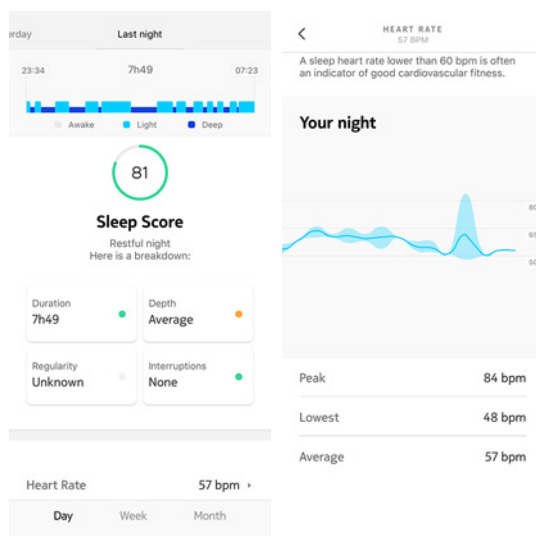 erday
Last night
23:34
7h49
07:23
Awake
Light
Deep
81
Sleep Score
Restful night
Here is a breakdown:
Duration
7h49
Depth
Average
Regularity
Unknown
Interruptions
None
Heart Rate
57 bpm
Day
Week
Month
HEART RATE
57 BPM
A sleep heart rate lower than 60 bpm is often
an indicator of good cardiovascular fitness.
Your night
80
65
50
Peak
84 bpm
Lowest
48 bpm
Average
57 bpm